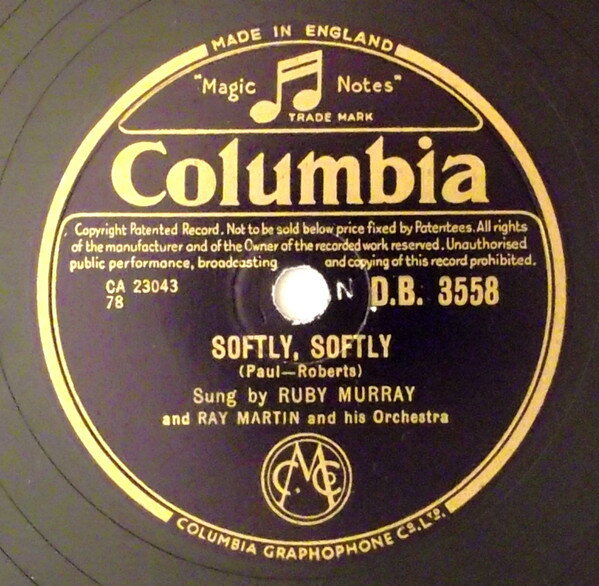 MADE IN ENGLAND
"Magic Notes"
TRADE MARK
Columbia
Copyright Patented Record. Not to be sold below price fixed by Patentees. All rights
of the manufacturer and of the Owner of the recorded work reserved. Unauthorised
public performance, broadcasting and copying of this record prohibited.
CA 23043
78
N
D.B. 3558
SOFTLY, SOFTLY
(Paul—Roberts)
Sung by RUBY MURRAY
and RAY MARTIN and his Orchestra
MC
COLUMBIA GRAPHOPHONE Co. LTD.